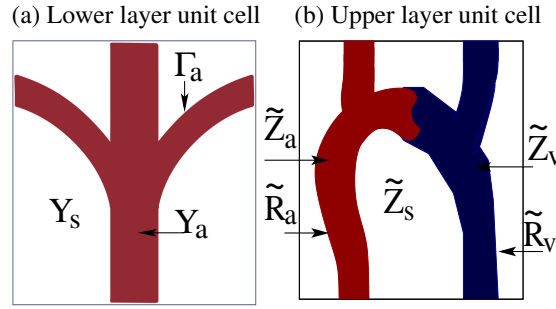 (a) Lower layer unit cell
(b) Upper layer unit cell
Γₐ
Yₛ
Yₐ
Z̃ₐ
R̃ₐ
Z̃ₛ
Z̃ᵥ
R̃ᵥ